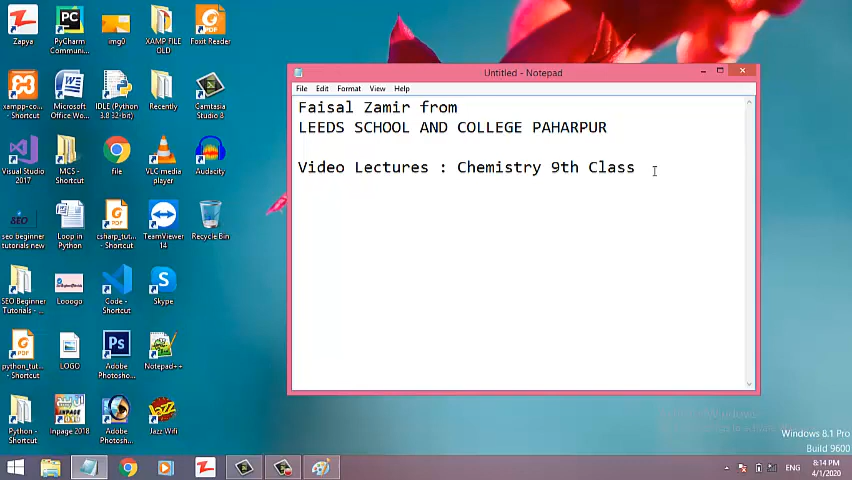 Zapya
PyCharm Communi...
img0
XAMP FILE OLD
Foxit Reader
xampp-co... - Shortcut
Microsoft Office Wo...
IDLE (Python 3.8 32-bit)
Recently
Camtasia Studio 8
Visual Studio 2017
MCS - Shortcut
file
VLC media player
Audacity
SEO
seo beginner tutorials new
Loop in Python
csharp_tut... - Shortcut
TeamViewer 14
Recycle Bin
SEO Beginner Tutorials - ...
Looogo
Code - Shortcut
Skype
python_tut... - Shortcut
LOGO
Adobe Photosho...
Notepad++
Python - Shortcut
Inpage 2018
Adobe Photosh...
Jazz Wifi
Untitled - Notepad
File Edit Format View Help
Faisal Zamir from
LEEDS SCHOOL AND COLLEGE PAHARPUR
Video Lectures : Chemistry 9th Class
Windows 8.1 Pro
Build 9600
ENG
8:14 PM
4/1/2020